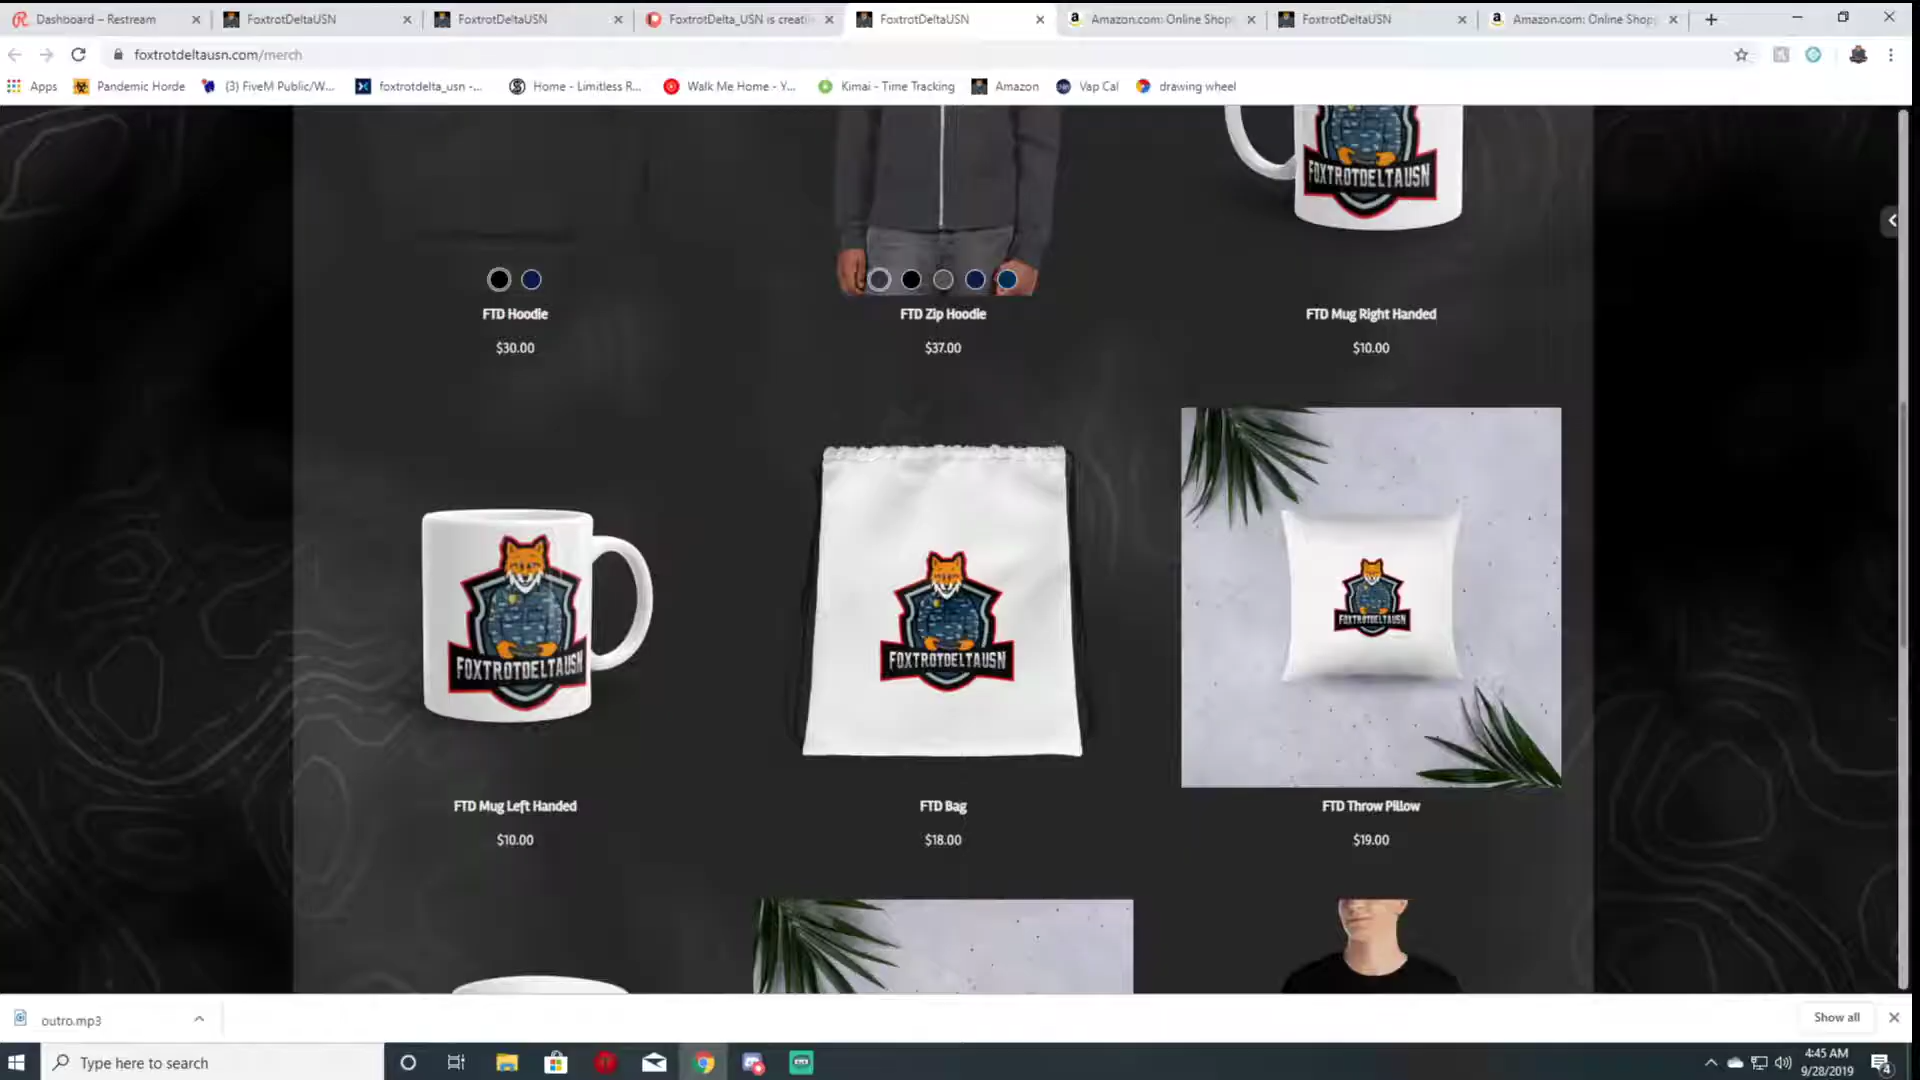 Dashboard – Restream
FoxtrotDeltaUSN
FoxtrotDeltaUSN
FoxtrotDelta_USN is creatin
FoxtrotDeltaUSN
Amazon.com: Online Shop
FoxtrotDeltaUSN
Amazon.com: Online Shop
foxtrotdeltausn.com/merch
Apps
Pandemic Horde
(3) FiveM Public/W...
foxtrotdelta_usn -...
Home - Limitless R...
Walk Me Home - Y...
Kimai - Time Tracking
Amazon
Vap Cal
drawing wheel
FOXTROTDELTAUSN
FTD Hoodie
$30.00
FTD Zip Hoodie
$37.00
FTD Mug Right Handed
$10.00
FOXTROTDELTAUSN
FOXTROTDELTAUSN
FOXTROTDELTAUSN
FTD Mug Left Handed
$10.00
FTD Bag
$18.00
FTD Throw Pillow
$19.00
outro.mp3
Show all
Type here to search
4:45 AM
9/28/2019
4